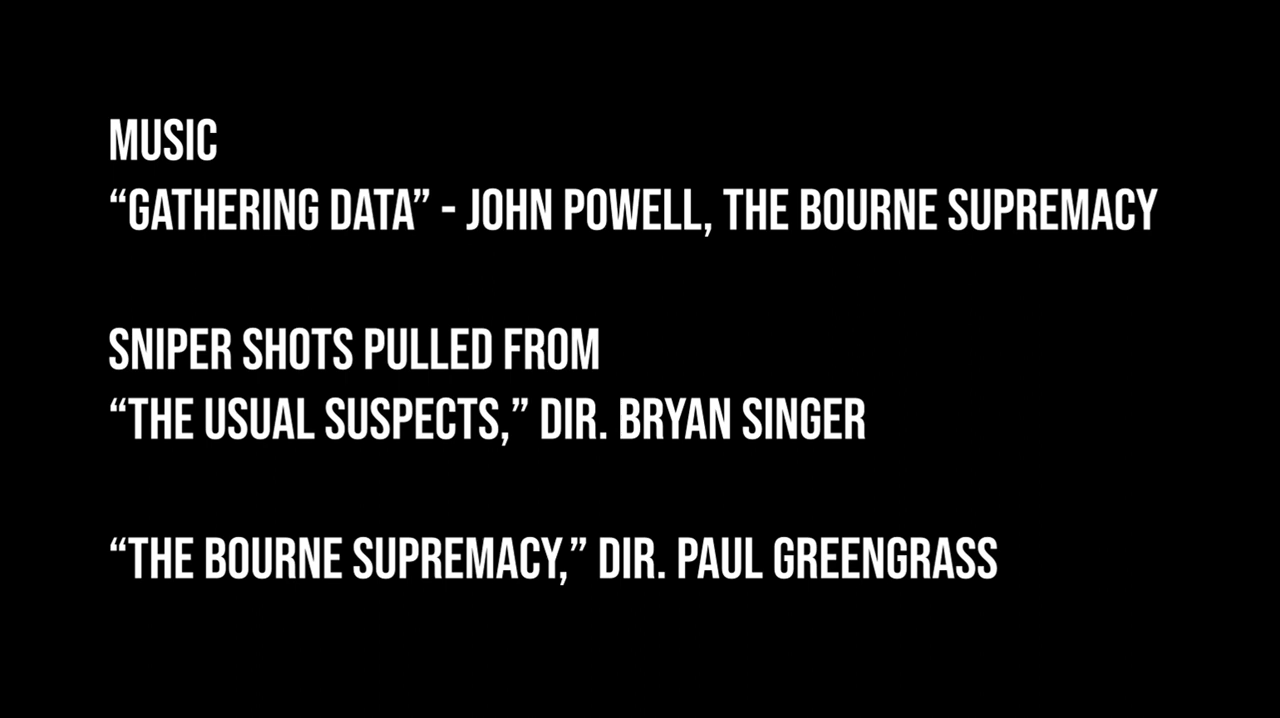 MUSIC
“GATHERING DATA” - JOHN POWELL, THE BOURNE SUPREMACY
SNIPER SHOTS PULLED FROM
“THE USUAL SUSPECTS,” DIR. BRYAN SINGER
“THE BOURNE SUPREMACY,” DIR. PAUL GREENGRASS